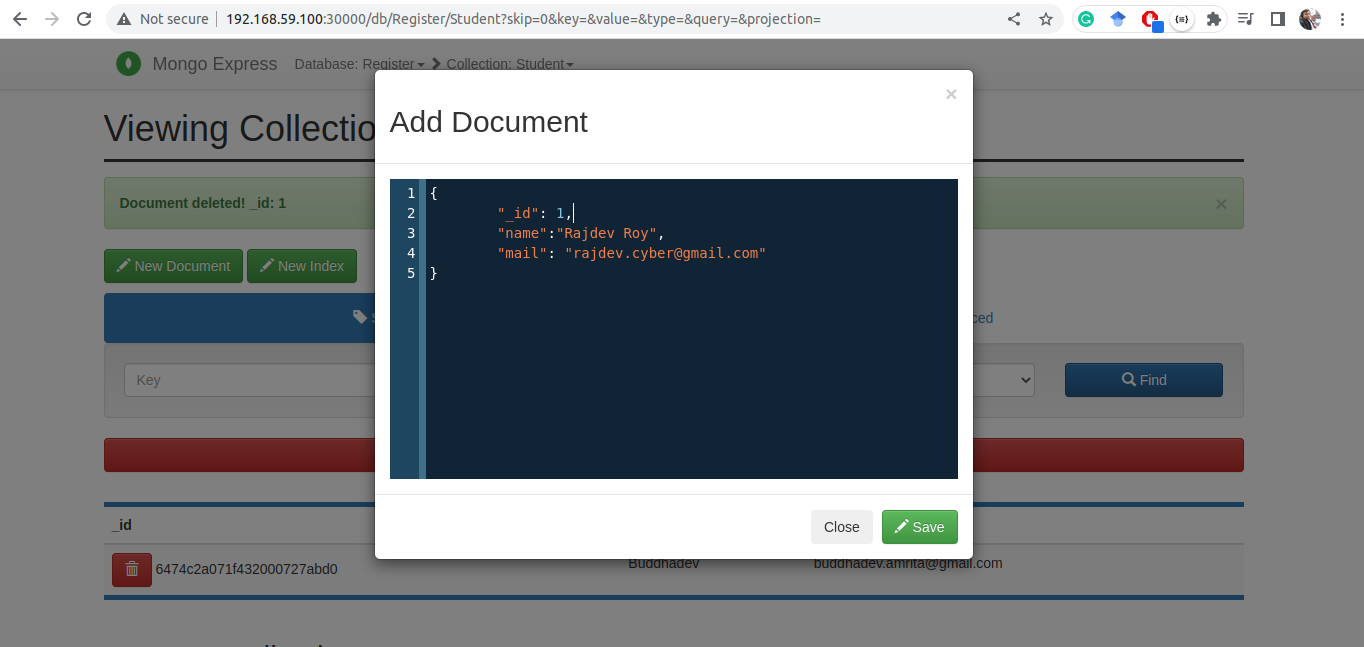 Not secure | 192.168.59.100:30000/db/Register/Student?skip=0&key=&value=&type=&query=&projection=
Mongo Express Database: Register Collection: Student
Viewing Collectio
Document deleted! _id: 1 ×
New Document New Index
ced
Key Find
_id
6474c2a071f432000727abd0 Buddhadev buddhadev.amrita@gmail.com
×
Add Document
1 {
2 "_id": 1,
3 "name":"Rajdev Roy",
4 "mail": "rajdev.cyber@gmail.com"
5 }
Close Save